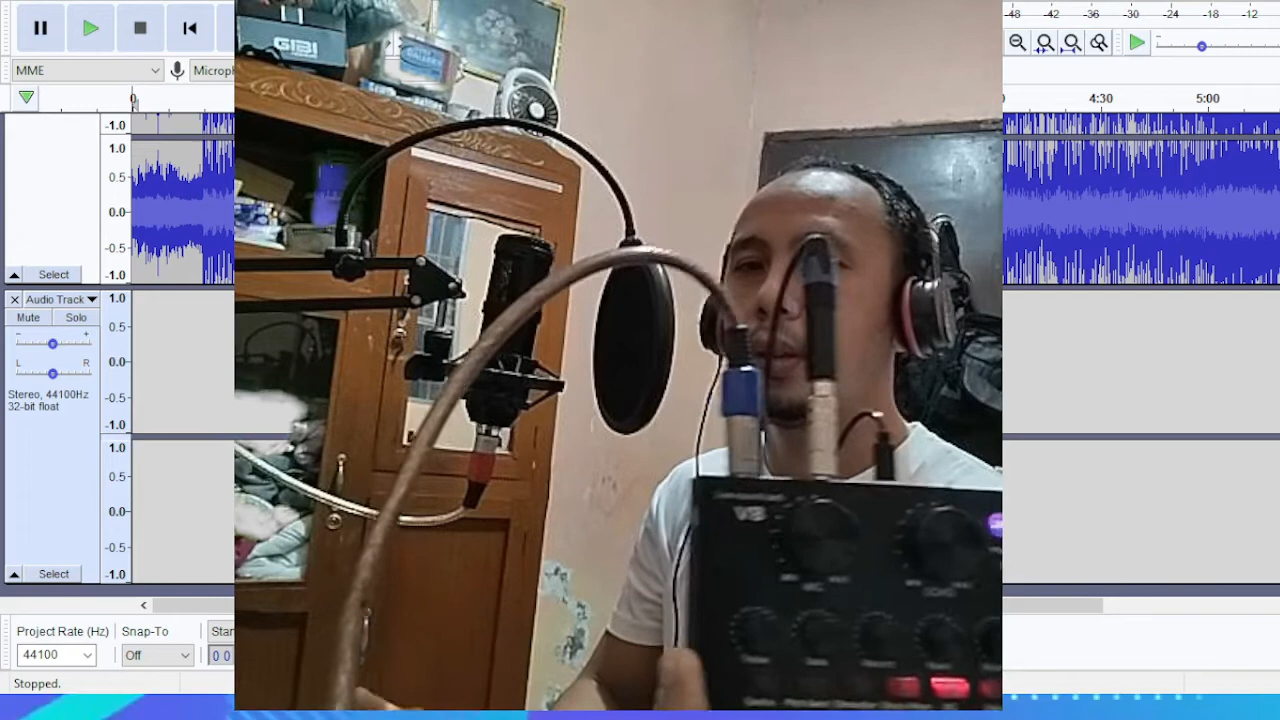 -48 -42 -36 -30 -24 -18 -12
MME
Microph
0
4:30 5:00
-1.0
1.0
0.5
0.0
-0.5
-1.0
Select
Audio Track
1.0
Mute Solo
0.5
- +
L R
0.0
Stereo, 44100Hz
32-bit float
-0.5
-1.0
1.0
0.5
0.0
-0.5
-1.0
Select
Project Rate (Hz) Snap-To Star
44100 Off 0 0
Stopped.
GIBI
V8